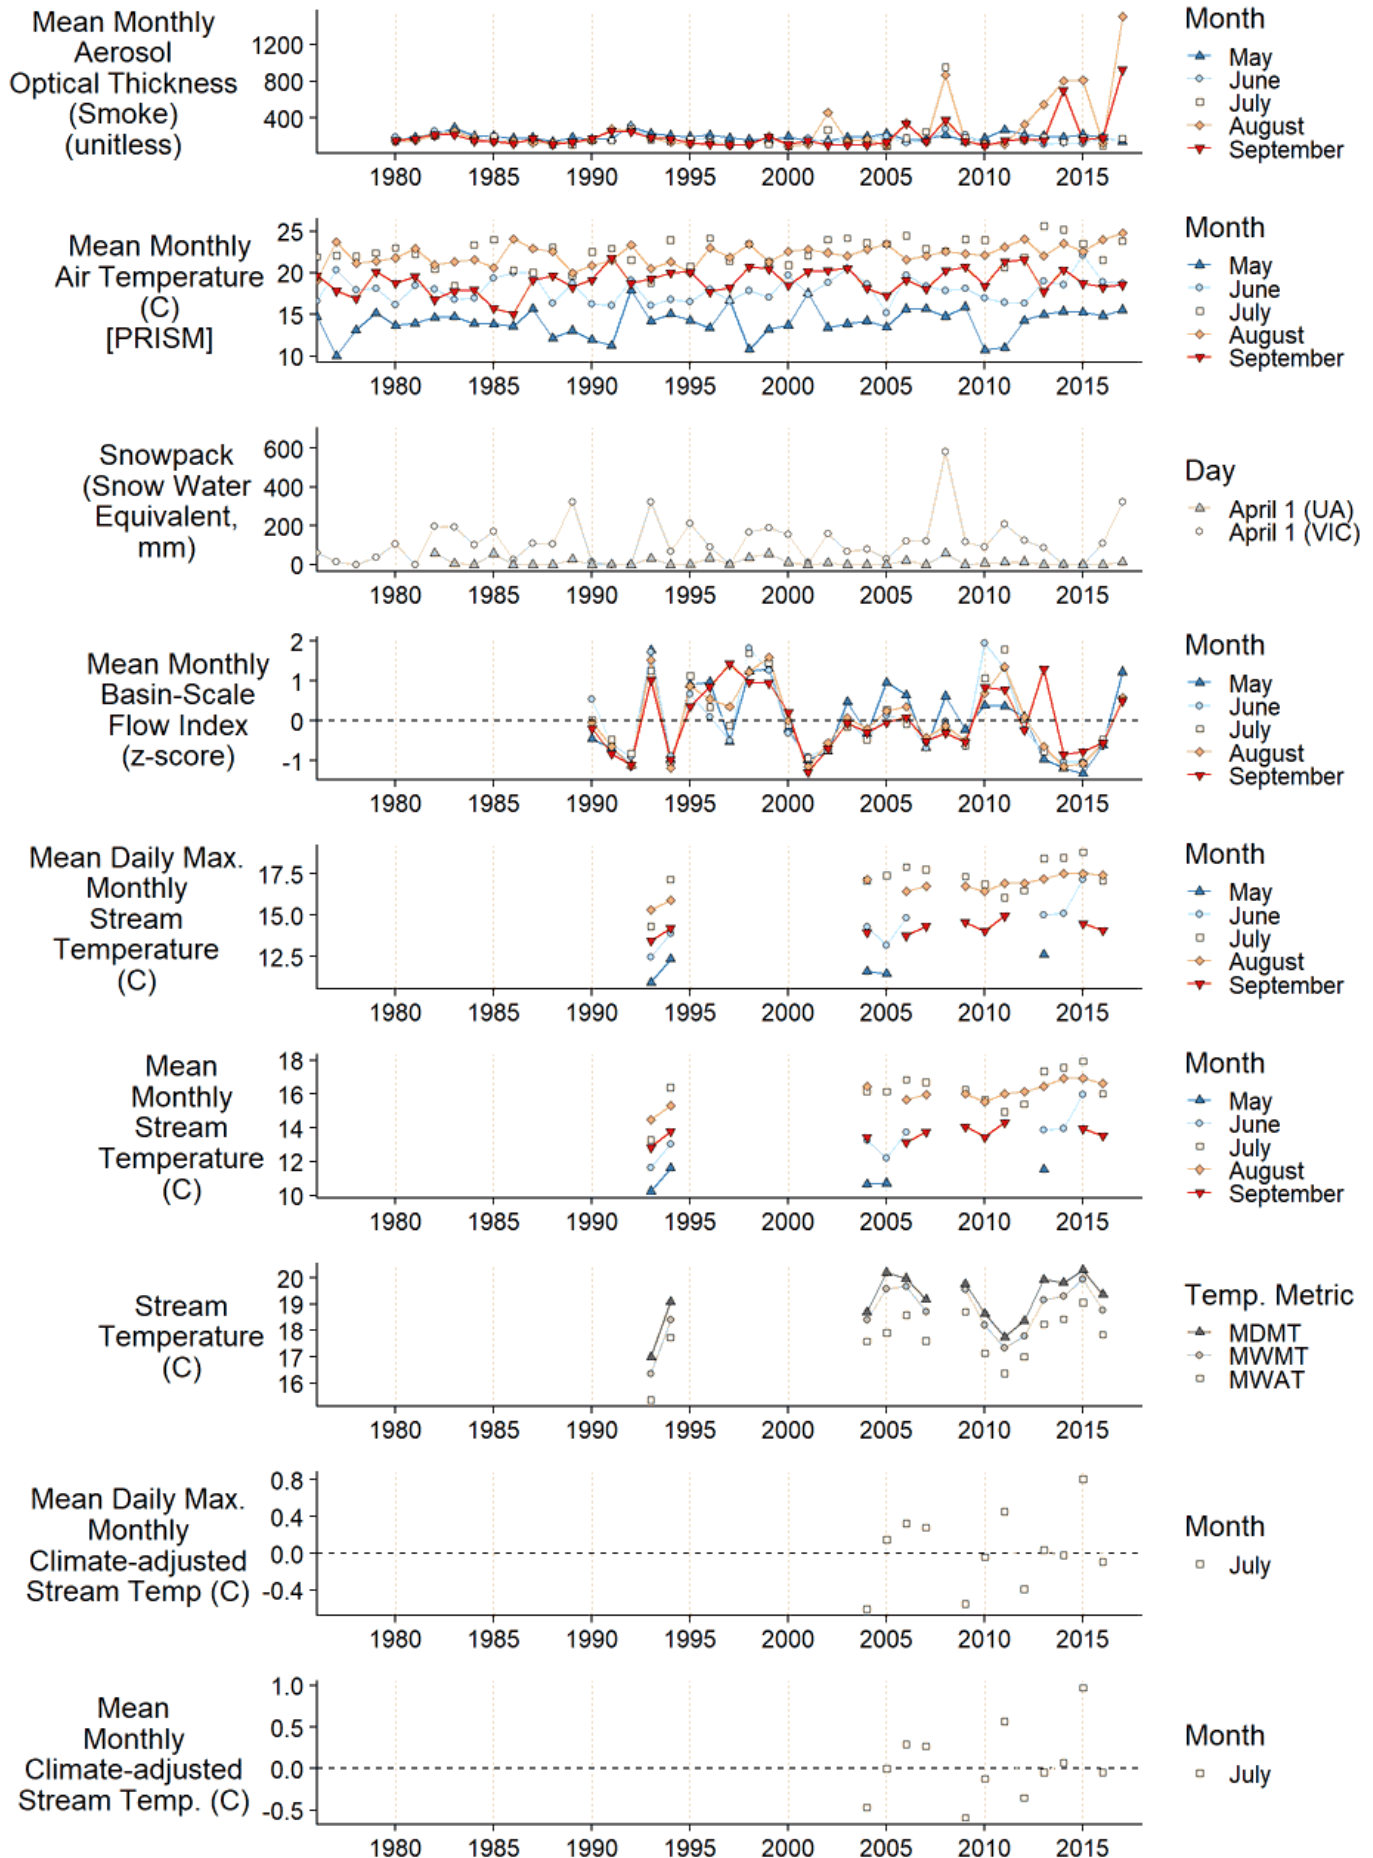 Mean Monthly
Aerosol
Optical Thickness
(Smoke)
(unitless)
1200
800
400
1980 1985 1990 1995 2000 2005 2010 2015
Month
May
June
July
August
September
Mean Monthly
Air Temperature
(C)
[PRISM]
25
20
15
10
1980 1985 1990 1995 2000 2005 2010 2015
Month
May
June
July
August
September
Snowpack
(Snow Water
Equivalent,
mm)
600
400
200
0
1980 1985 1990 1995 2000 2005 2010 2015
Day
April 1 (UA)
April 1 (VIC)
Mean Monthly
Basin-Scale
Flow Index
(z-score)
2
1
0
-1
1980 1985 1990 1995 2000 2005 2010 2015
Month
May
June
July
August
September
Mean Daily Max.
Monthly
Stream
Temperature
(C)
17.5
15.0
12.5
1980 1985 1990 1995 2000 2005 2010 2015
Month
May
June
July
August
September
Mean
Monthly
Stream
Temperature
(C)
18
16
14
12
10
1980 1985 1990 1995 2000 2005 2010 2015
Month
May
June
July
August
September
Stream
Temperature
(C)
20
19
18
17
16
1980 1985 1990 1995 2000 2005 2010 2015
Temp. Metric
MDMT
MWMT
MWAT
Mean Daily Max.
Monthly
Climate-adjusted
Stream Temp (C)
0.8
0.4
0.0
-0.4
1980 1985 1990 1995 2000 2005 2010 2015
Month
July
Mean
Monthly
Climate-adjusted
Stream Temp. (C)
1.0
0.5
0.0
-0.5
1980 1985 1990 1995 2000 2005 2010 2015
Month
July